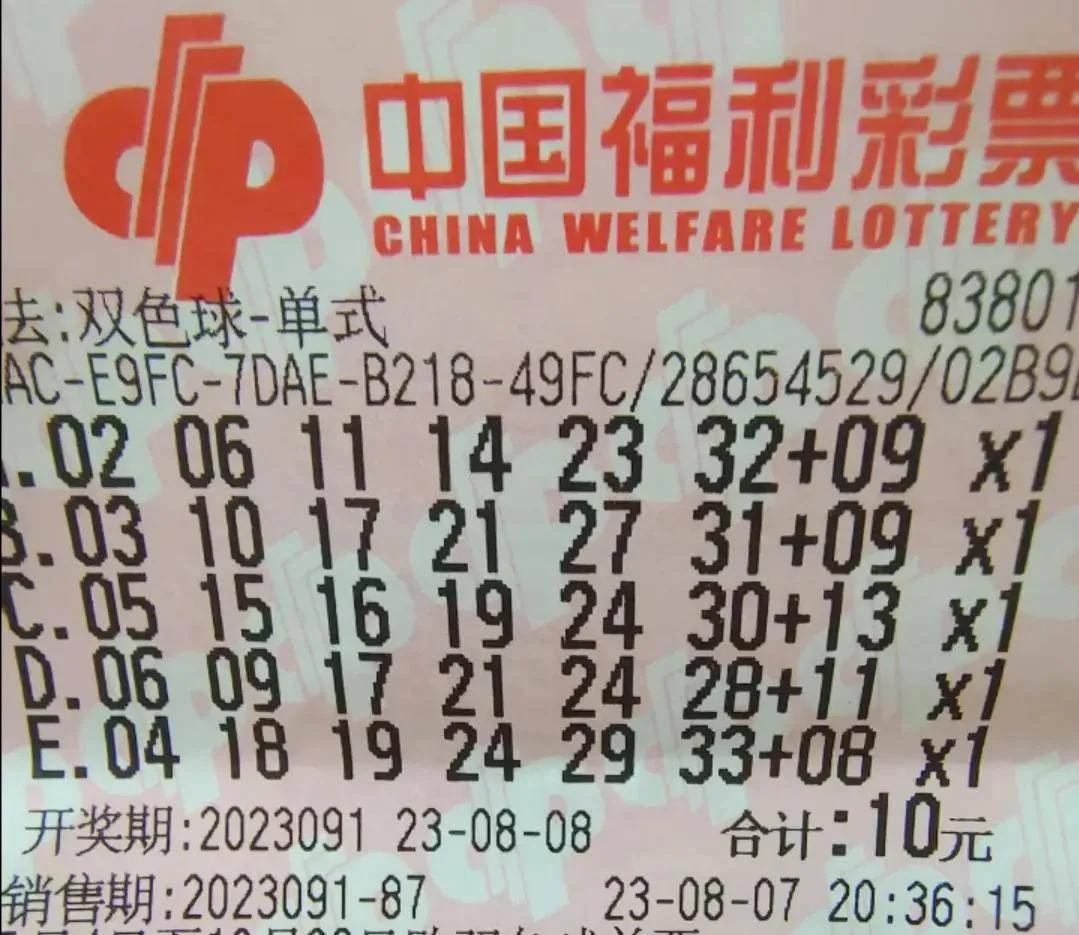 中国福利彩票
CHINA WELFARE LOTTERY
法:双色球-单式 83801
AC-E9FC-7DAE-B218-49FC/28654529/02B9
A.02 06 11 14 23 32+09 x1
B.03 10 17 21 27 31+09 x1
C.05 15 16 19 24 30+13 x1
D.06 09 17 21 24 28+11 x1
E.04 18 19 24 29 33+08 x1
开奖期:2023091 23-08-08 合计:10元
销售期:2023091-87 23-08-07 20:36:15